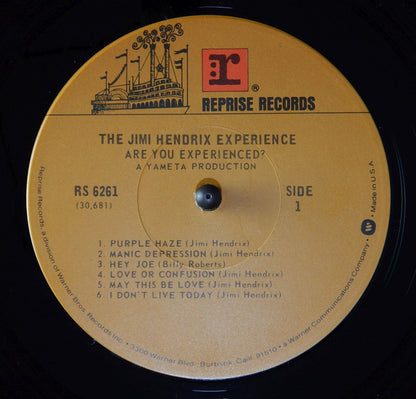 r®
REPRISE RECORDS
THE JIMI HENDRIX EXPERIENCE
ARE YOU EXPERIENCED?
A YAMETA PRODUCTION
RS 6261
(30,681)
SIDE
1
1. PURPLE HAZE (Jimi Hendrix)
2. MANIC DEPRESSION (Jimi Hendrix)
3. HEY JOE (Billy Roberts)
4. LOVE OR CONFUSION (Jimi Hendrix)
5. MAY THIS BE LOVE (Jimi Hendrix)
6. I DON'T LIVE TODAY (Jimi Hendrix)
Reprise Records, a division of Warner Bros. Records Inc. • 3300 Warner Blvd., Burbank, Calif. 91510 • a Warner Communications Company • Made in U.S.A.